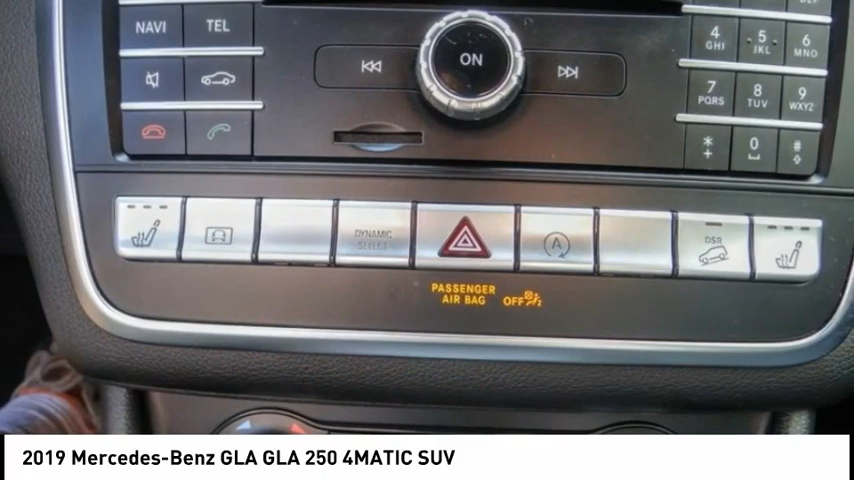 NAVI TEL
ON
4 GHI 5 JKL 6 MNO
7 PQRS 8 TUV 9 WXYZ
* + 0 #
DYNAMIC
SELECT
A
DSR
PASSENGER
AIR BAG OFF
2019 Mercedes-Benz GLA GLA 250 4MATIC SUV